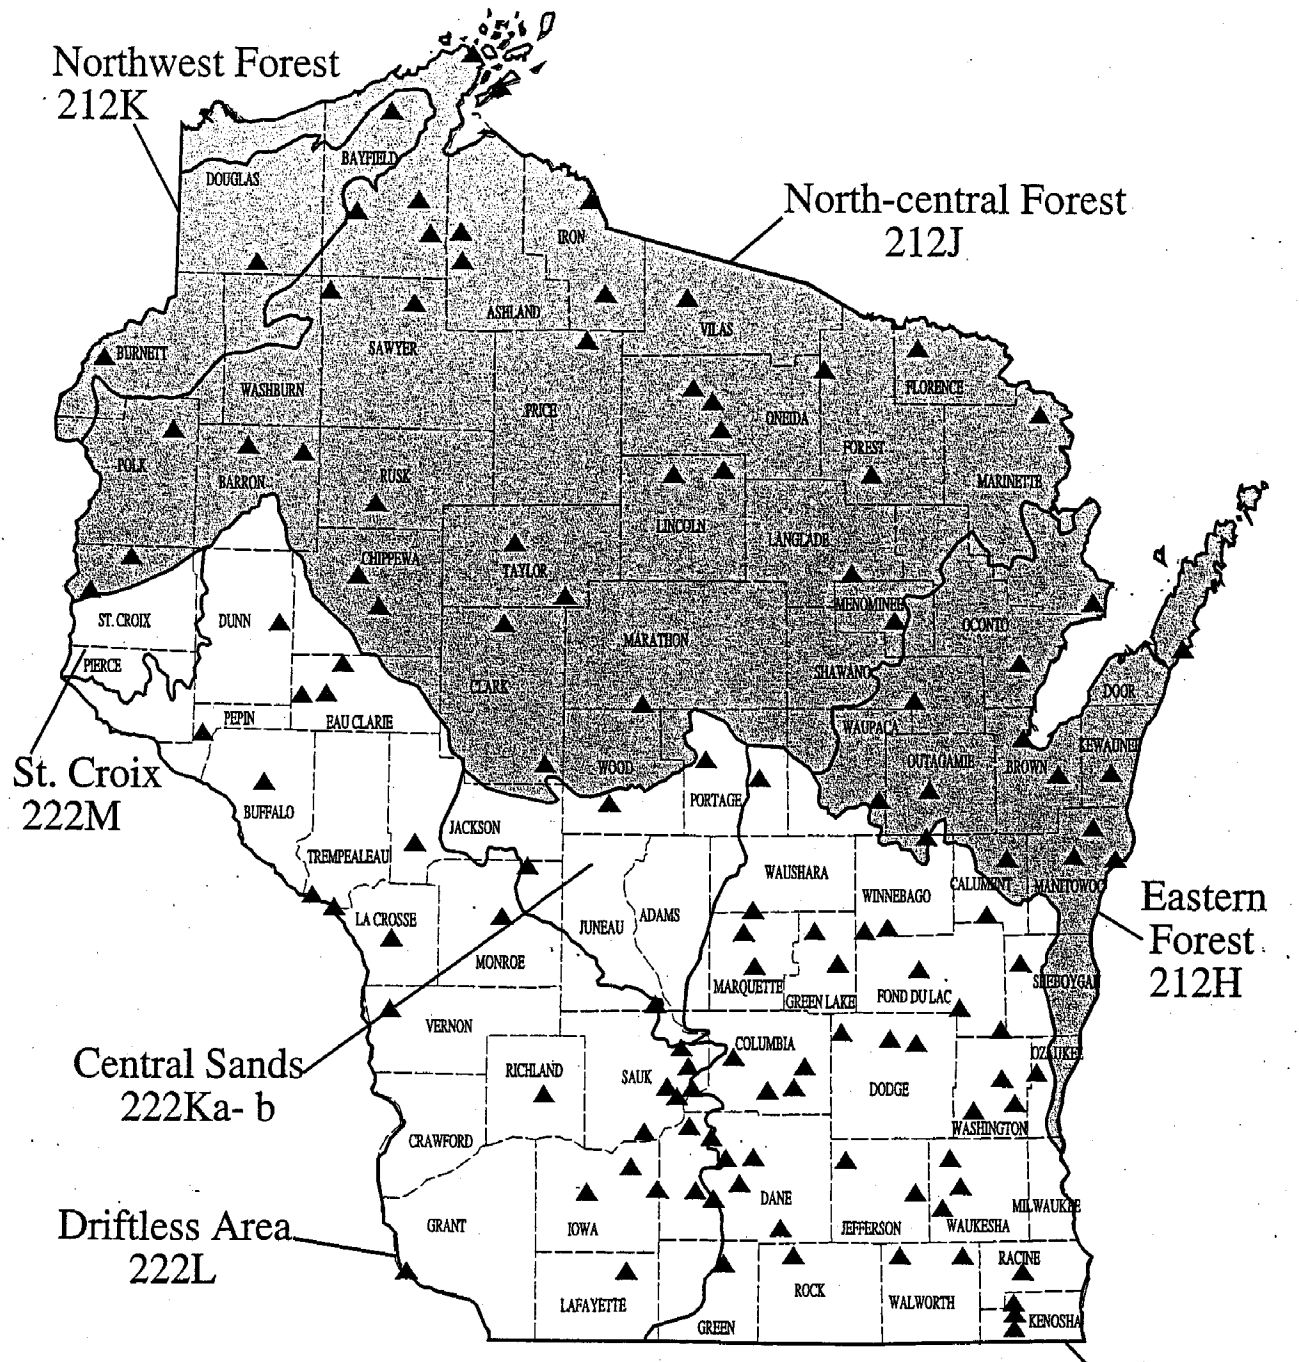 Northwest Forest
212K
BAYFIELD
DOUGLAS
North-central Forest
212J
IRON
ASHLAND
VILAS
BURNETT
SAWYER
WASHBURN
FLORENCE
PRICE
ONEIDA
FOREST
POLK
BARRON
RUSK
MARINETTE
LINCOLN
LANGLADE
CHIPPEWA
TAYLOR
MENOMINEE
ST. CROIX
DUNN
MARATHON
OCONTO
PIERCE
SHAWANO
CLARK
DOOR
PEPIN
EAU CLARIE
WAUPACA
KEWAUNEE
St. Croix
222M
WOOD
OUTAGAMIE
BROWN
BUFFALO
PORTAGE
JACKSON
TREMPEALEAU
WAUSHARA
WINNEBAGO
CALUMENT
MANITOWOC
Eastern
Forest
212H
LA CROSSE
JUNEAU
ADAMS
MONROE
MARQUETTE
GREEN LAKE
FOND DU LAC
SHEBOYGAN
VERNON
Central Sands
222Ka- b
RICHLAND
SAUK
COLUMBIA
DODGE
OZAUKEE
WASHINGTON
CRAWFORD
Driftless Area
222L
GRANT
IOWA
DANE
JEFFERSON
WAUKESHA
MILWAUKEE
LAFAYETTE
GREEN
ROCK
WALWORTH
RACINE
KENOSHA